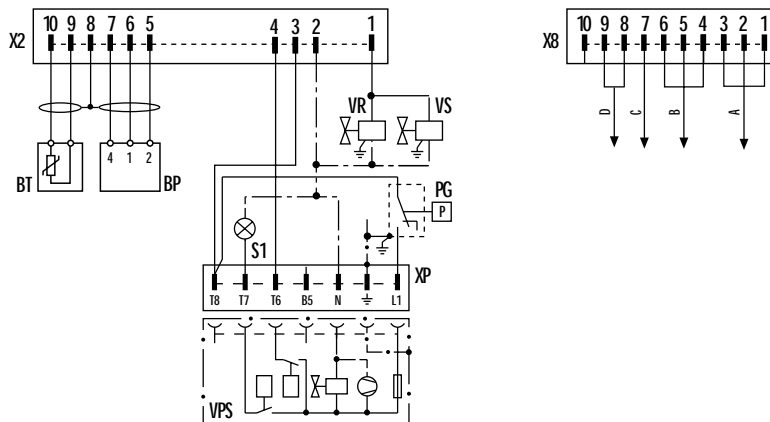 10 9 8 7 6 5 4 3 2 1
X2
10 9 8 7 6 5 4 3 2 1
X8
VR VS
D C B A
4 1 2
BT BP
PG
P
S1
XP
T8 T7 T6 B5 N L1
VPS